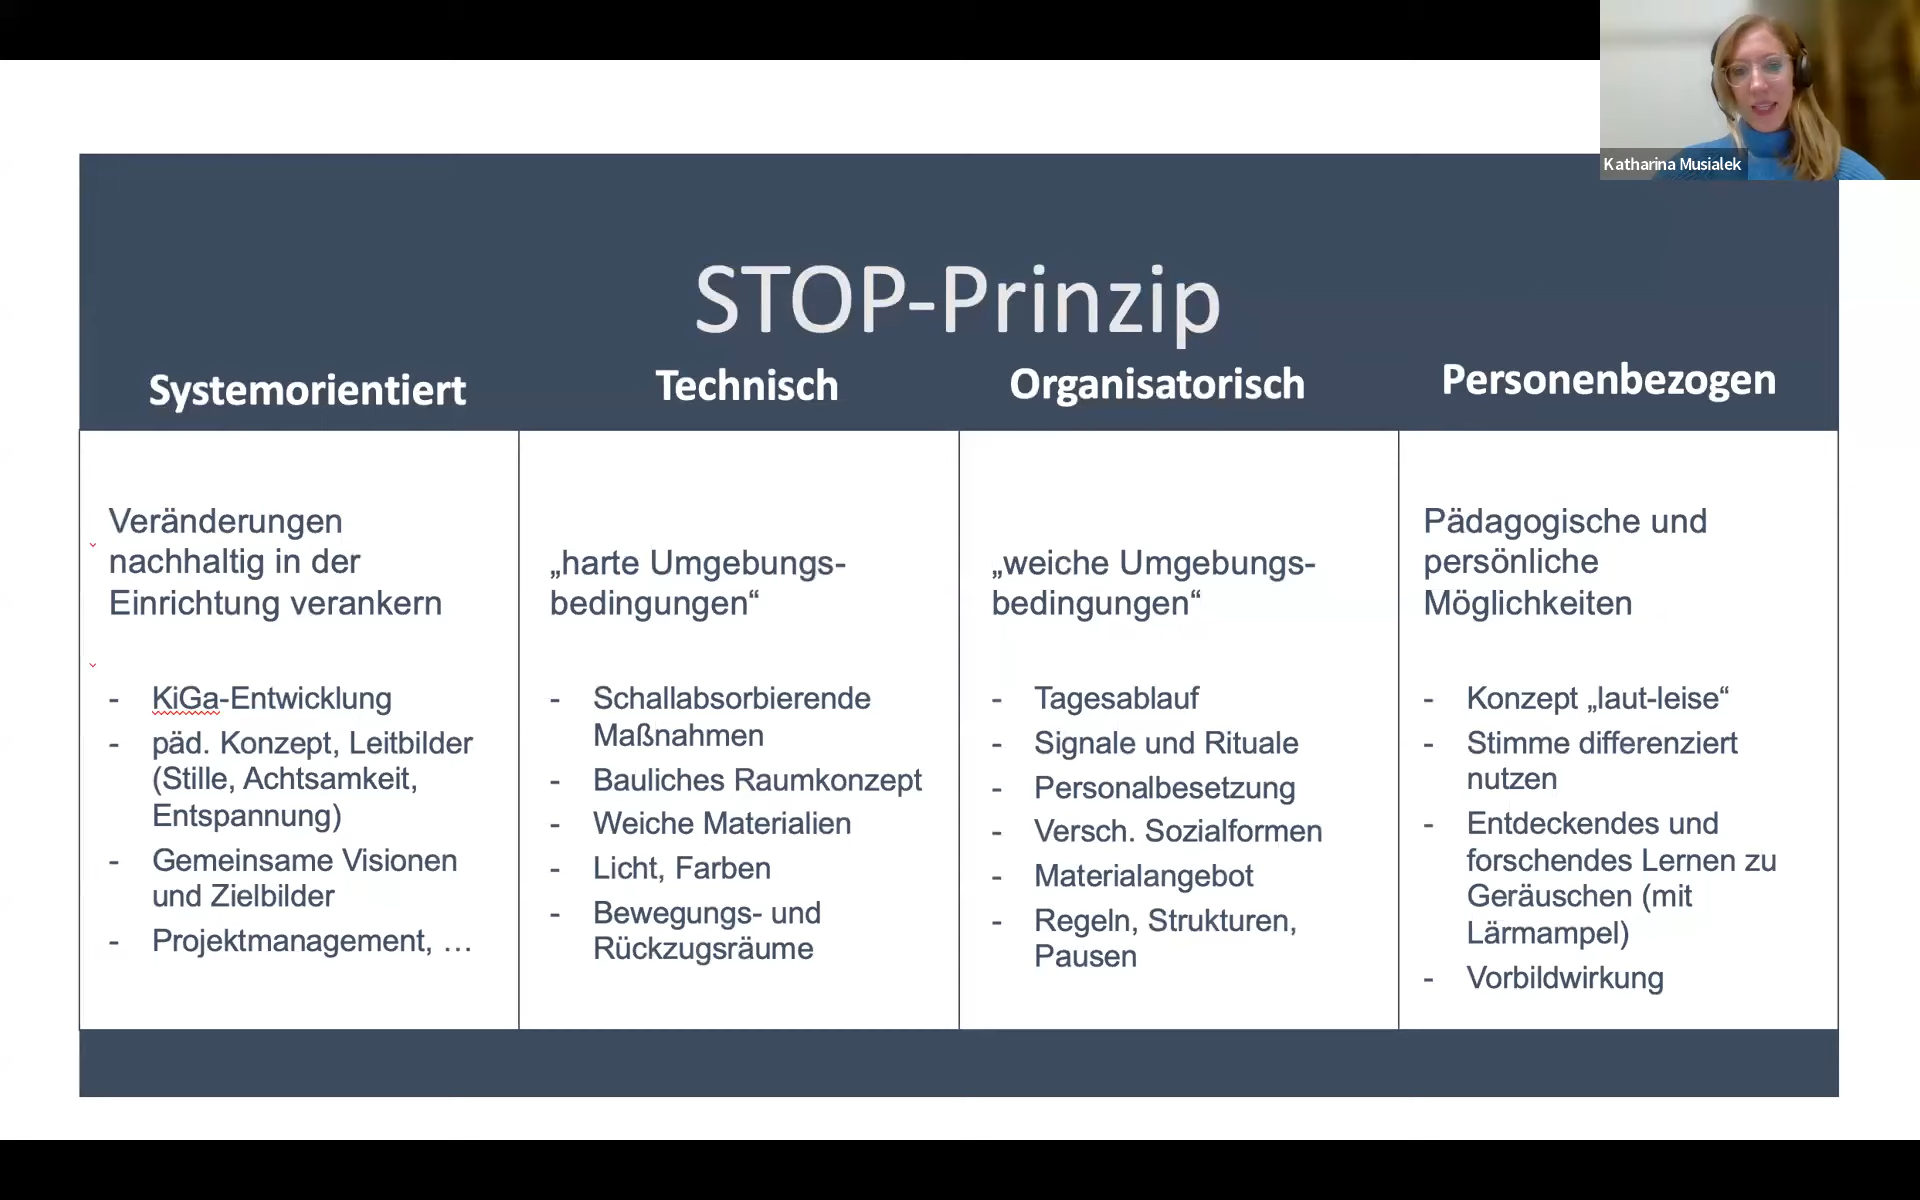 Katharina Musialek
STOP-Prinzip
Systemorientiert
Veränderungen
nachhaltig in der
Einrichtung verankern
- KiGa-Entwicklung
- päd. Konzept, Leitbilder
(Stille, Achtsamkeit,
Entspannung)
- Gemeinsame Visionen
und Zielbilder
- Projektmanagement, …
Technisch
„harte Umgebungs-
bedingungen“
- Schallabsorbierende
Maßnahmen
- Bauliches Raumkonzept
- Weiche Materialien
- Licht, Farben
- Bewegungs- und
Rückzugsräume
Organisatorisch
„weiche Umgebungs-
bedingungen“
- Tagesablauf
- Signale und Rituale
- Personalbesetzung
- Versch. Sozialformen
- Materialangebot
- Regeln, Strukturen,
Pausen
Personenbezogen
Pädagogische und
persönliche
Möglichkeiten
- Konzept „laut-leise“
- Stimme differenziert
nutzen
- Entdeckendes und
forschendes Lernen zu
Geräuschen (mit
Lärmampel)
- Vorbildwirkung